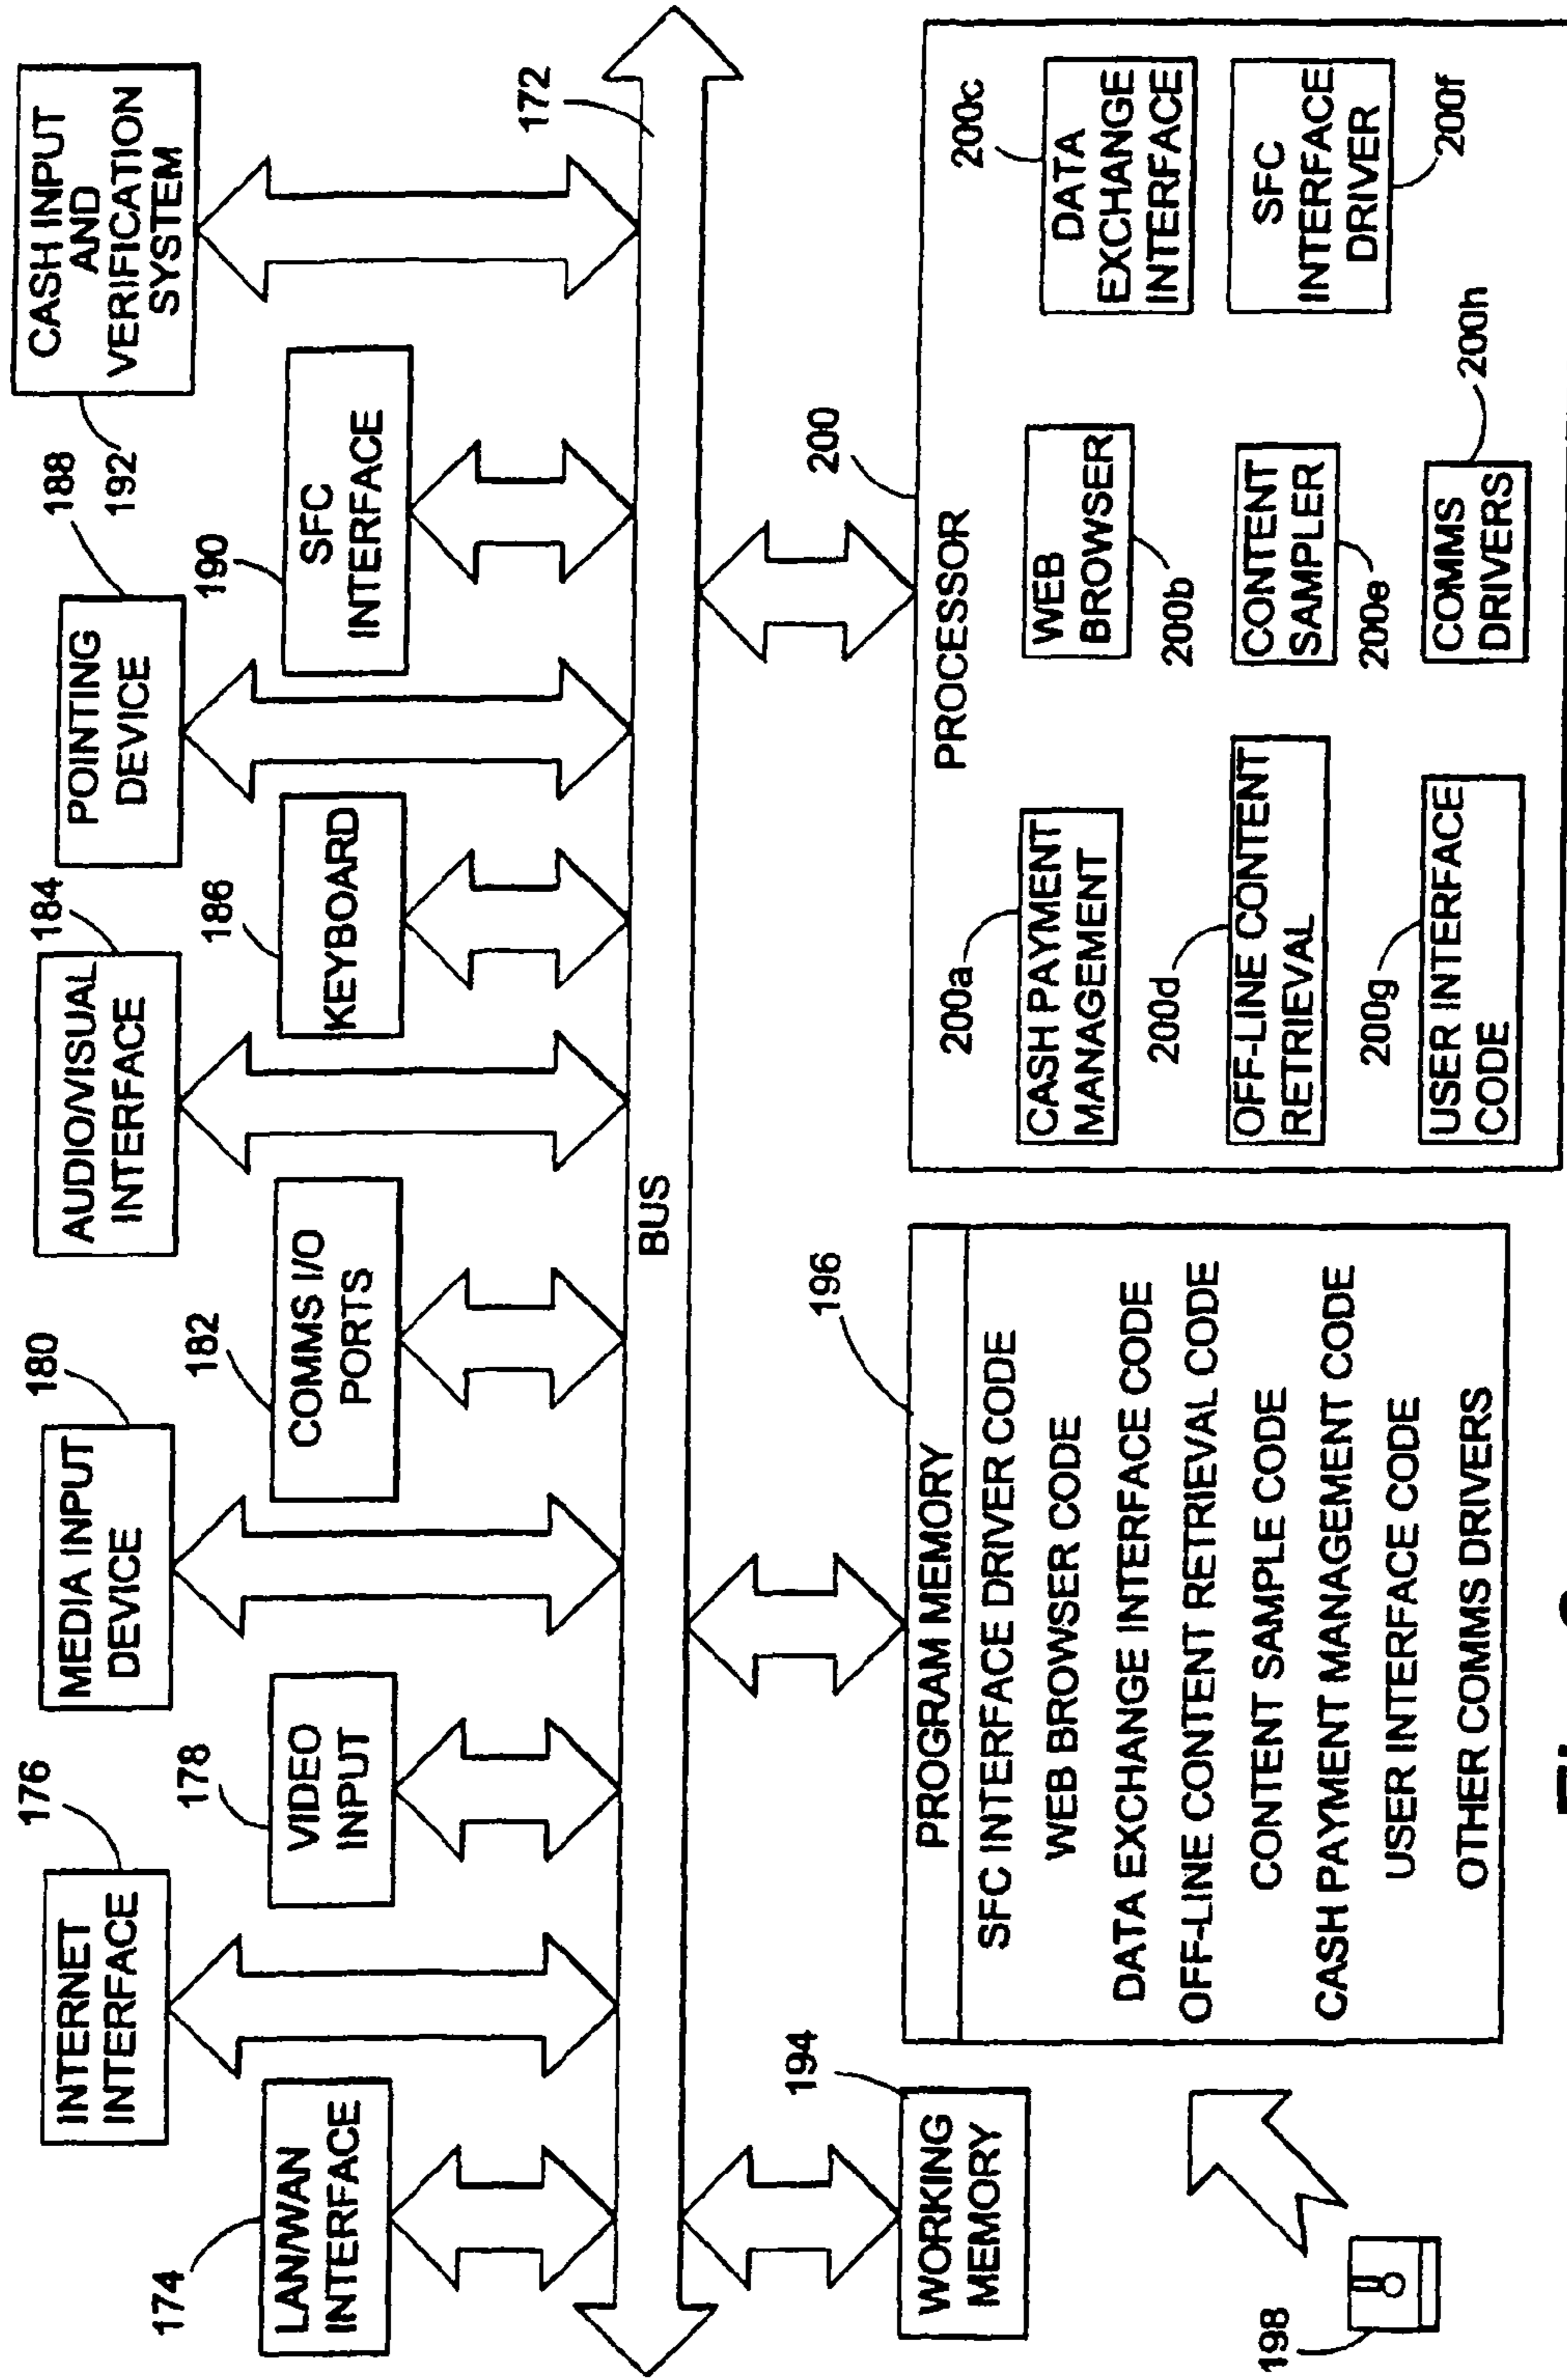 176
INTERNET
INTERFACE
180
MEDIA INPUT
DEVICE
184
AUDIO/VISUAL
INTERFACE
188
POINTING
DEVICE
192
CASH INPUT
AND
VERIFICATION
SYSTEM
174
LAN/WAN
INTERFACE
178
VIDEO
INPUT
182
COMMS I/O
PORTS
186
KEYBOARD
190
SFC
INTERFACE
172
BUS
194
WORKING
MEMORY
196
PROGRAM MEMORY
SFC INTERFACE DRIVER CODE
WEB BROWSER CODE
DATA EXCHANGE INTERFACE CODE
OFF-LINE CONTENT RETRIEVAL CODE
CONTENT SAMPLE CODE
CASH PAYMENT MANAGEMENT CODE
USER INTERFACE CODE
OTHER COMMS DRIVERS
198
200
PROCESSOR
200a
CASH PAYMENT
MANAGEMENT
WEB
BROWSER
200b
200c
DATA
EXCHANGE
INTERFACE
200d
OFF-LINE CONTENT
RETRIEVAL
CONTENT
SAMPLER
200e
SFC
INTERFACE
DRIVER
200f
200g
USER INTERFACE
CODE
COMMS
DRIVERS
200h